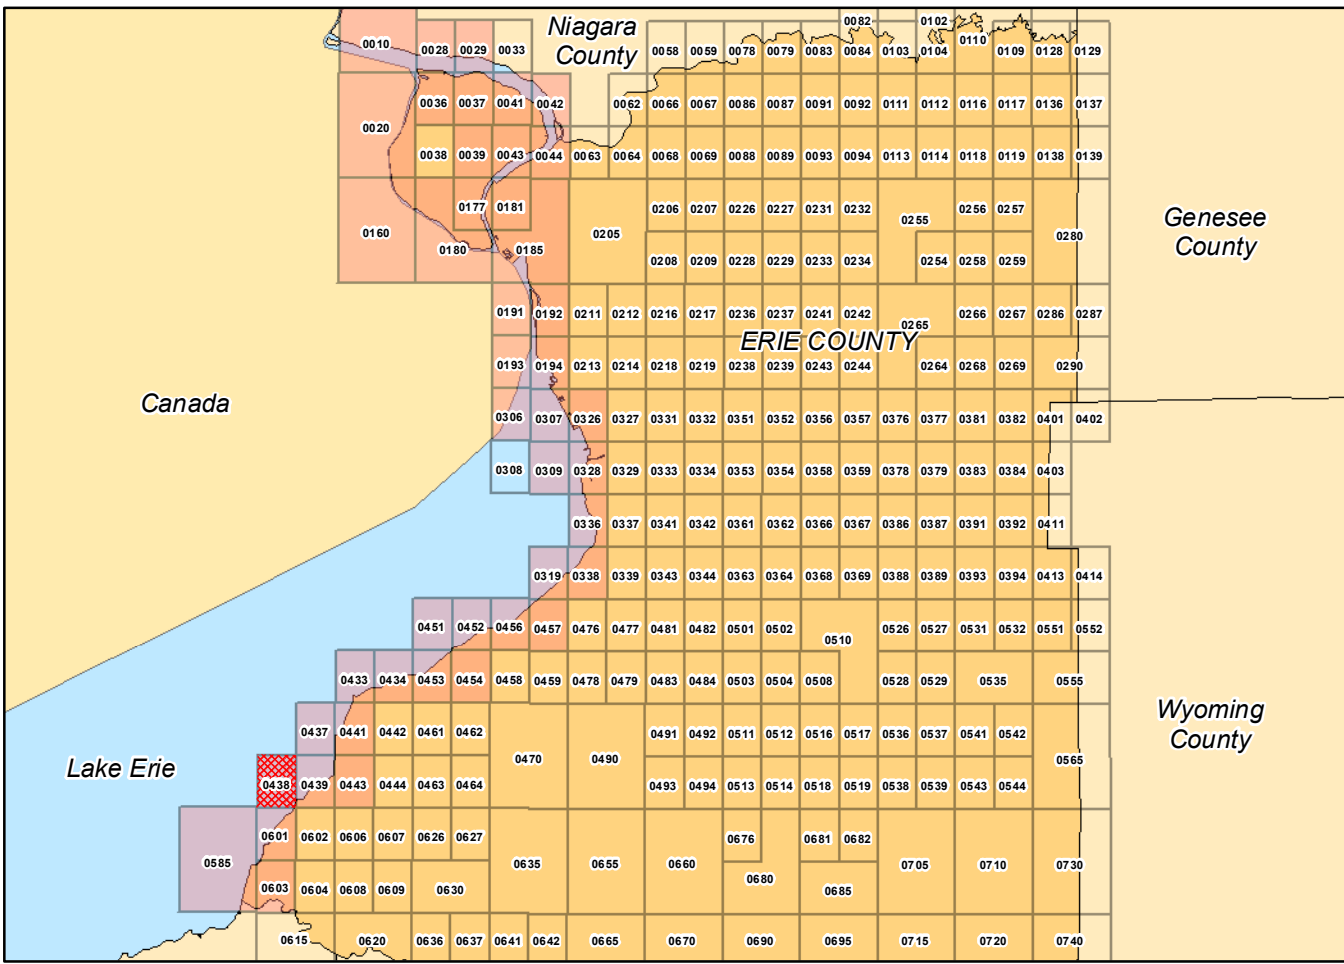 0082 0102
Niagara
County
0010 0028 0029 0033 0058 0059 0078 0079 0083 0084 0103 0104 0110 0109 0128 0129
0036 0037 0041 0042 0062 0066 0067 0086 0087 0091 0092 0111 0112 0116 0117 0136 0137
0020
0038 0039 0043 0044 0063 0064 0068 0069 0088 0089 0093 0094 0113 0114 0118 0119 0138 0139
0177 0181 0206 0207 0226 0227 0231 0232 0255 0256 0257
Genesee
County
0160 0180 0185 0205 0208 0209 0228 0229 0233 0234 0254 0258 0259 0280
0191 0192 0211 0212 0216 0217 0236 0237 0241 0242 0265 0266 0267 0286 0287
ERIE COUNTY
0193 0194 0213 0214 0218 0219 0238 0239 0243 0244 0264 0268 0269 0290
Canada
0306 0307 0326 0327 0331 0332 0351 0352 0356 0357 0376 0377 0381 0382 0401 0402
0308 0309 0328 0329 0333 0334 0353 0354 0358 0359 0378 0379 0383 0384 0403
0336 0337 0341 0342 0361 0362 0366 0367 0386 0387 0391 0392 0411
0319 0338 0339 0343 0344 0363 0364 0368 0369 0388 0389 0393 0394 0413 0414
0451 0452 0456 0457 0476 0477 0481 0482 0501 0502 0510 0526 0527 0531 0532 0551 0552
0433 0434 0453 0454 0458 0459 0478 0479 0483 0484 0503 0504 0508 0528 0529 0535 0555
Wyoming
County
0437 0441 0442 0461 0462 0470 0490 0491 0492 0511 0512 0516 0517 0536 0537 0541 0542 0565
Lake Erie
0438 0439 0443 0444 0463 0464 0493 0494 0513 0514 0518 0519 0538 0539 0543 0544
0601 0602 0606 0607 0626 0627 0676 0681 0682
0585 0635 0655 0660 0680 0705 0710 0730
0603 0604 0608 0609 0630 0685
0615 0620 0636 0637 0641 0642 0665 0670 0690 0695 0715 0720 0740